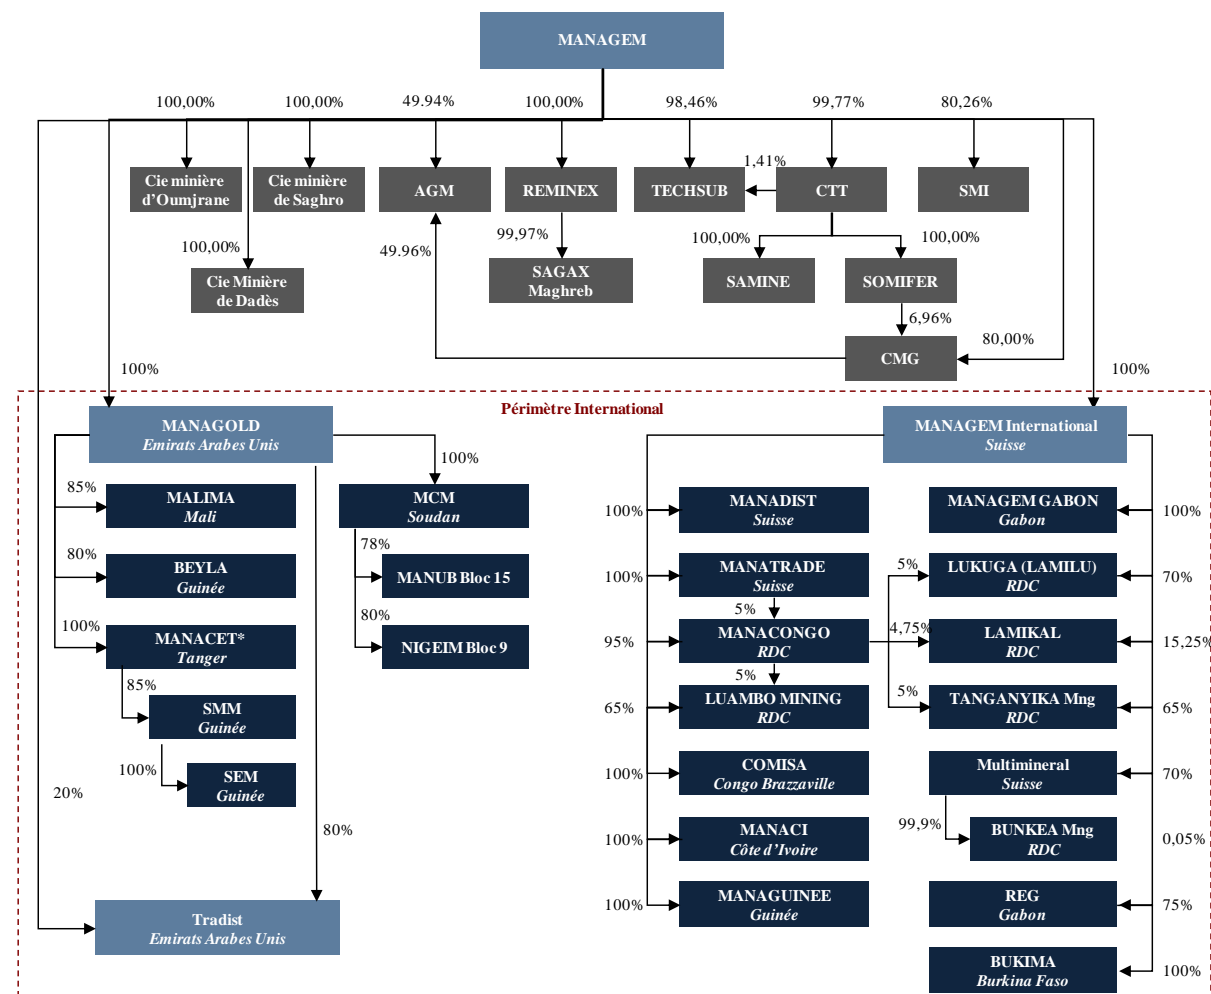 MANAGEM
100,00%
100,00%
49.94%
100,00%
98,46%
99,77%
80,26%
Cie minière
d'Oumjrane
Cie minière
de Saghro
AGM
REMINEX
TECHSUB
1,41%
CTT
SMI
100,00%
49.96%
99,97%
100,00%
100,00%
Cie Minière
de Dadès
SAGAX
Maghreb
SAMINE
SOMIFER
6,96%
80,00%
CMG
100%
100%
Périmètre International
MANAGOLD
Emirats Arabes Unis
MANAGEM International
Suisse
100%
85%
MALIMA
Mali
MCM
Soudan
80%
BEYLA
Guinée
78%
MANUB Bloc 15
100%
MANACET*
Tanger
80%
NIGEIM Bloc 9
85%
SMM
Guinée
100%
SEM
Guinée
20%
80%
Tradist
Emirats Arabes Unis
100%
MANADIST
Suisse
MANAGEM GABON
Gabon
100%
100%
MANATRADE
Suisse
5%
LUKUGA (LAMILU)
RDC
70%
5%
95%
MANACONGO
RDC
4,75%
LAMIKAL
RDC
15,25%
5%
65%
LUAMBO MINING
RDC
5%
TANGANYIKA Mng
RDC
65%
100%
COMISA
Congo Brazzaville
Multimineral
Suisse
70%
100%
MANACI
Côte d'Ivoire
99,9%
BUNKEA Mng
RDC
0,05%
100%
MANAGUINEE
Guinée
REG
Gabon
75%
BUKIMA
Burkina Faso
100%